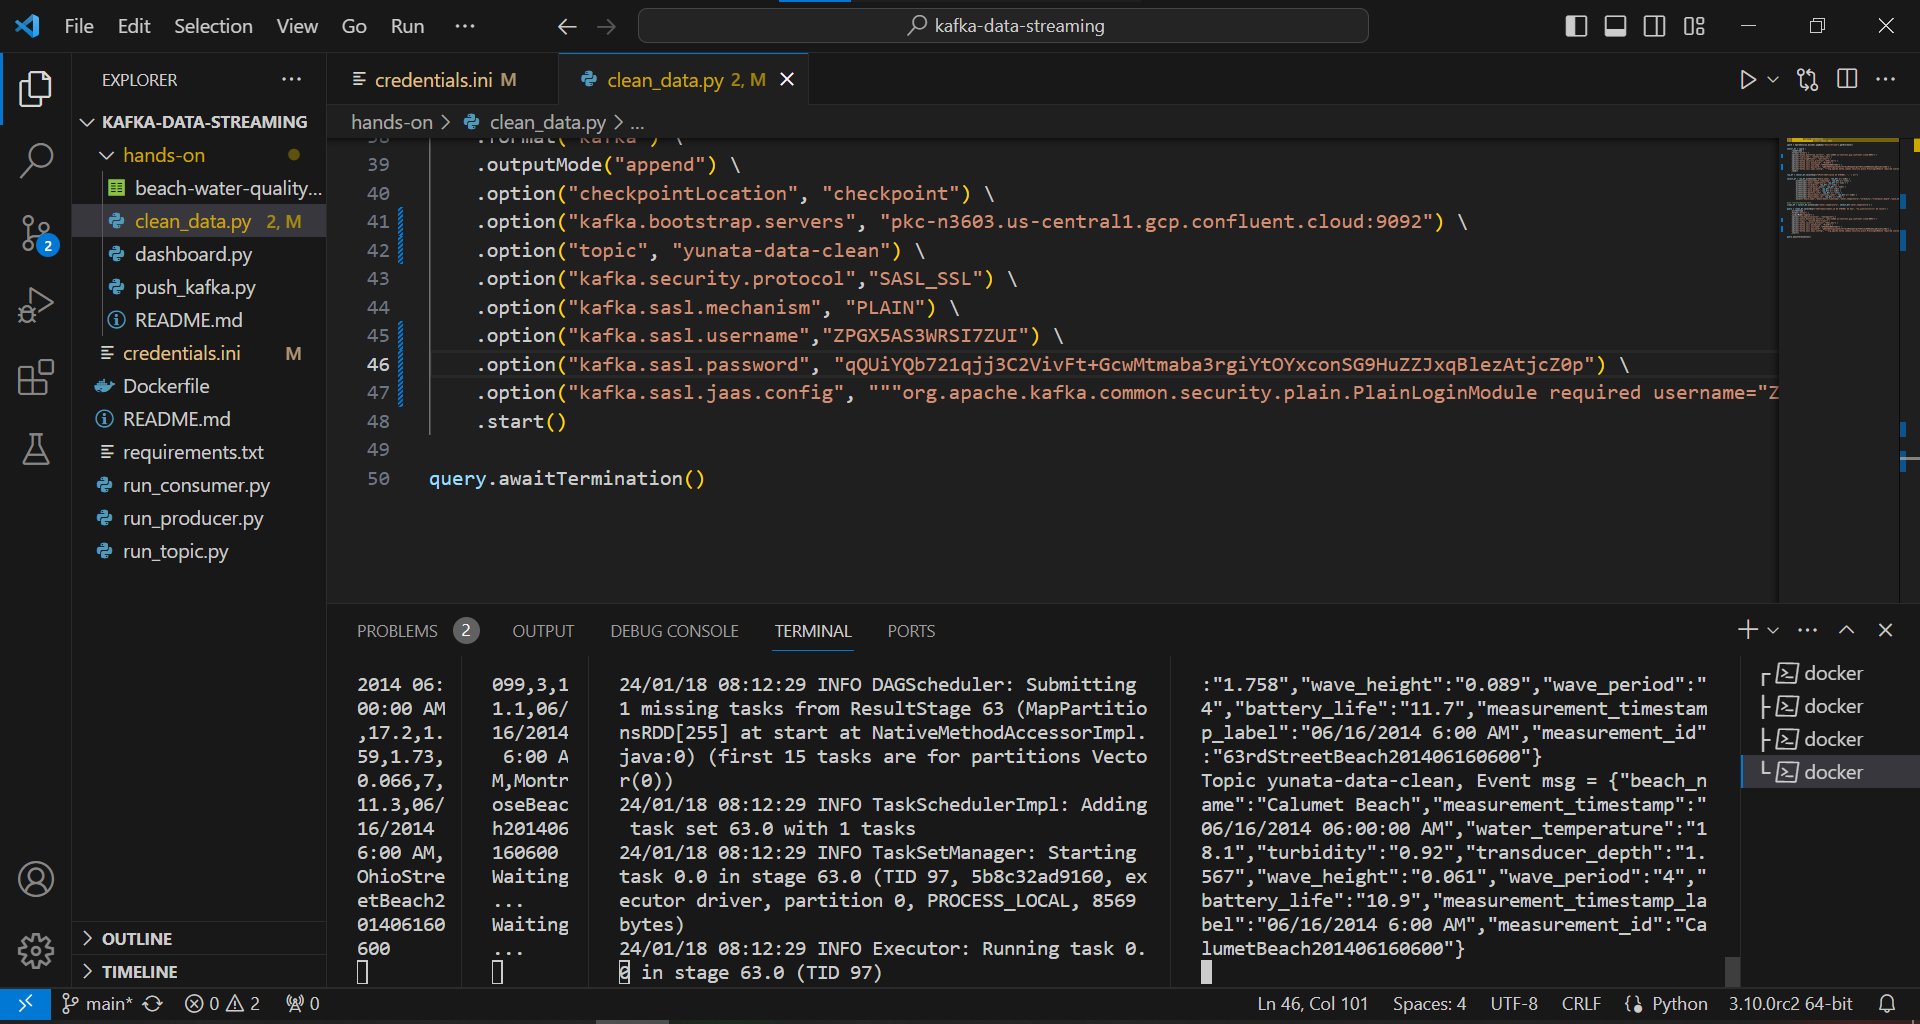 File Edit Selection View Go Run ···
kafka-data-streaming
EXPLORER ···
KAFKA-DATA-STREAMING
hands-on
beach-water-quality...
clean_data.py 2, M
dashboard.py
push_kafka.py
README.md
credentials.ini M
Dockerfile
README.md
requirements.txt
run_consumer.py
run_producer.py
run_topic.py
OUTLINE
TIMELINE
credentials.ini M
clean_data.py 2, M
hands-on > clean_data.py > ...
39 .outputMode("append") \
40 .option("checkpointLocation", "checkpoint") \
41 .option("kafka.bootstrap.servers", "pkc-n3603.us-central1.gcp.confluent.cloud:9092") \
42 .option("topic", "yunata-data-clean") \
43 .option("kafka.security.protocol","SASL_SSL") \
44 .option("kafka.sasl.mechanism", "PLAIN") \
45 .option("kafka.sasl.username","ZPGX5AS3WRSI7ZUI") \
46 .option("kafka.sasl.password", "qQUiYQb721qjj3C2VivFt+GcwMtmaba3rgiYtOYxconSG9HuZZJxqBlezAtjcZ0p") \
47 .option("kafka.sasl.jaas.config", """org.apache.kafka.common.security.plain.PlainLoginModule required username="Z
48 .start()
49
50 query.awaitTermination()
PROBLEMS 2 OUTPUT DEBUG CONSOLE TERMINAL PORTS
2014 06:
00:00 AM
,17.2,1.
59,1.73,
0.066,7,
11.3,06/
16/2014
6:00 AM,
OhioStre
etBeach2
01406160
600
099,3,1
1.1,06/
16/2014
6:00 A
M,Montr
oseBeac
h201406
160600
Waiting
...
Waiting
...
24/01/18 08:12:29 INFO DAGScheduler: Submitting
1 missing tasks from ResultStage 63 (MapPartitio
nsRDD[255] at start at NativeMethodAccessorImpl.
java:0) (first 15 tasks are for partitions Vecto
r(0))
24/01/18 08:12:29 INFO TaskSchedulerImpl: Adding
task set 63.0 with 1 tasks
24/01/18 08:12:29 INFO TaskSetManager: Starting
task 0.0 in stage 63.0 (TID 97, 5b8c32ad9160, ex
ecutor driver, partition 0, PROCESS_LOCAL, 8569
bytes)
24/01/18 08:12:29 INFO Executor: Running task 0.
0 in stage 63.0 (TID 97)
:"1.758","wave_height":"0.089","wave_period":"
4","battery_life":"11.7","measurement_timestam
p_label":"06/16/2014 6:00 AM","measurement_id"
:"63rdStreetBeach201406160600"}
Topic yunata-data-clean, Event msg = {"beach_n
ame":"Calumet Beach","measurement_timestamp":"
06/16/2014 06:00:00 AM","water_temperature":"1
8.1","turbidity":"0.92","transducer_depth":"1.
567","wave_height":"0.061","wave_period":"4","
battery_life":"10.9","measurement_timestamp_la
bel":"06/16/2014 6:00 AM","measurement_id":"Ca
lumetBeach201406160600"}
docker
docker
docker
docker
2
main* 0 2 0
Ln 46, Col 101 Spaces: 4 UTF-8 CRLF Python 3.10.0rc2 64-bit